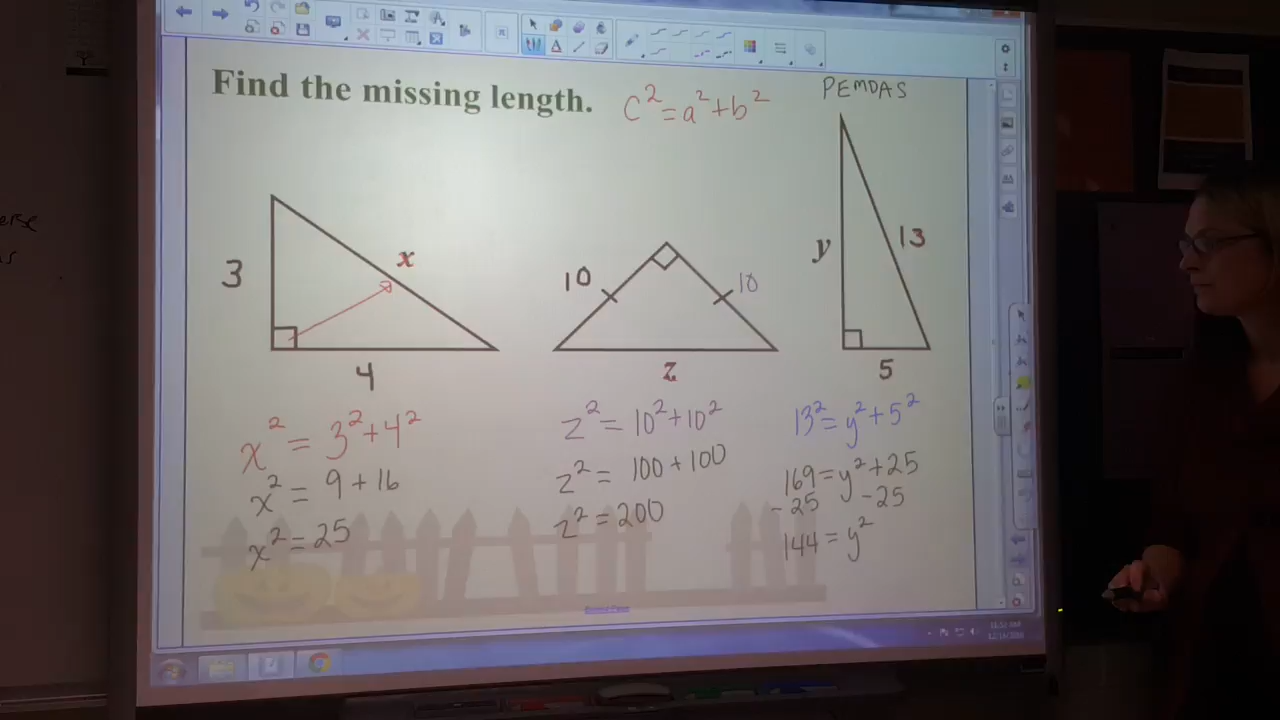 Find the missing length.
c²=a²+b²
PEMDAS
3
x
4
10
10
z
y
13
5
x² = 3²+4²
x² = 9+16
x² = 25
z² = 10²+10²
z² = 100+100
z² = 200
13²=y²+5²
169=y²+25
-25 -25
144=y²